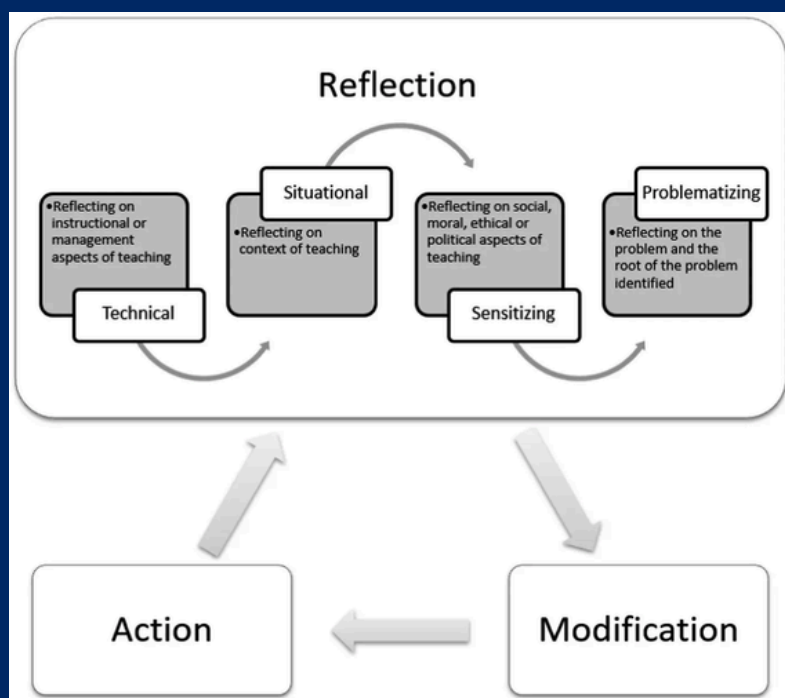 Reflection
•Reflecting on
instructional or
management
aspects of teaching
Technical
Situational
•Reflecting on
context of teaching
•Reflecting on social,
moral, ethical or
political aspects of
teaching
Sensitizing
Problematizing
•Reflecting on the
problem and the
root of the problem
identified
Action
Modification